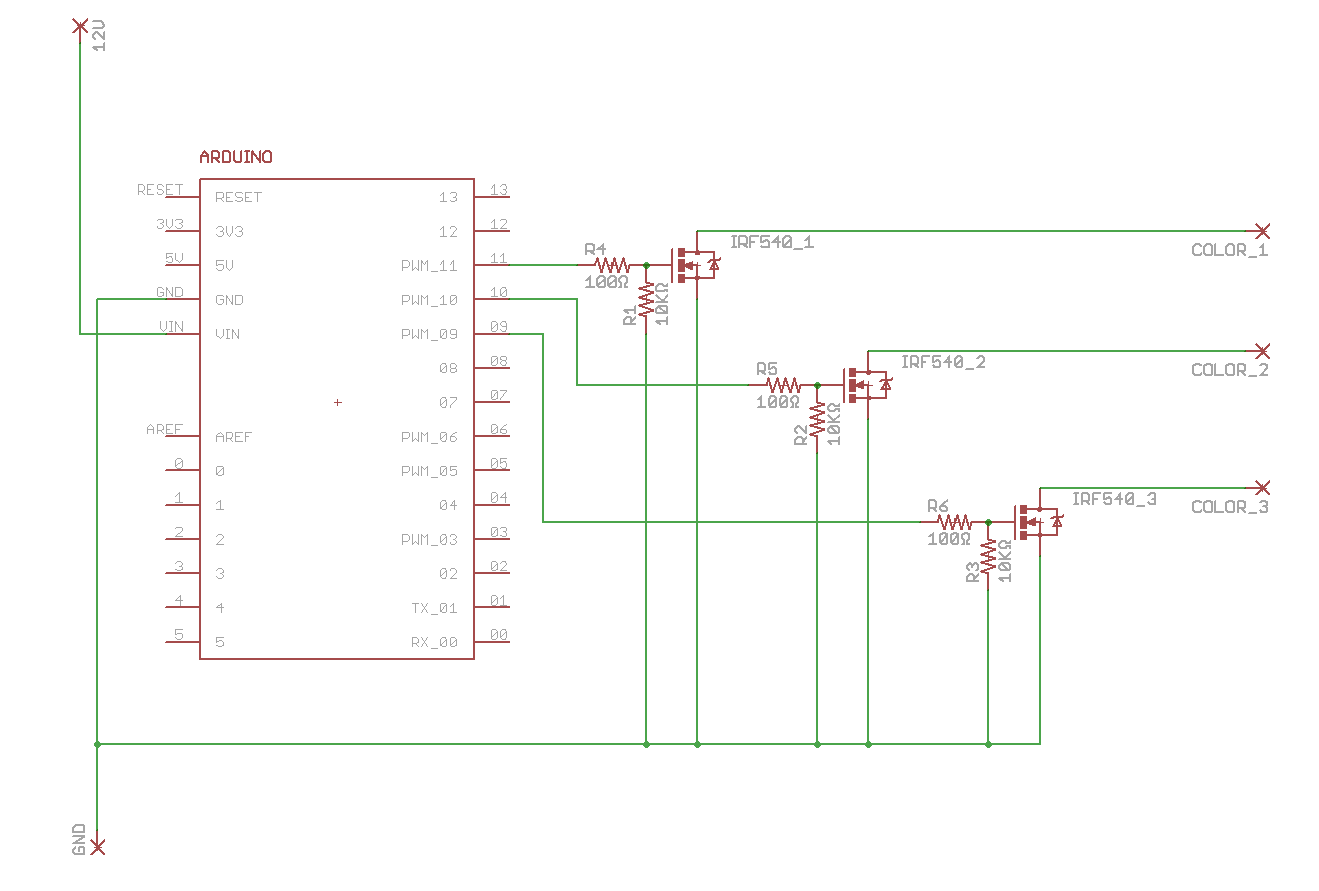 12V
ARDUINO
RESET
RESET
13
13
3V3
3V3
12
12
5V
5V
PWM_11
11
GND
GND
PWM_10
10
VIN
VIN
PWM_09
09
08
08
07
07
AREF
AREF
PWM_06
06
0
0
PWM_05
05
1
1
04
04
2
2
PWM_03
03
3
3
02
02
4
4
TX_01
01
5
5
RX_00
00
R4
100Ω
R1
10KΩ
IRF540_1
COLOR_1
R5
100Ω
R2
10KΩ
IRF540_2
COLOR_2
R6
100Ω
R3
10KΩ
IRF540_3
COLOR_3
GND